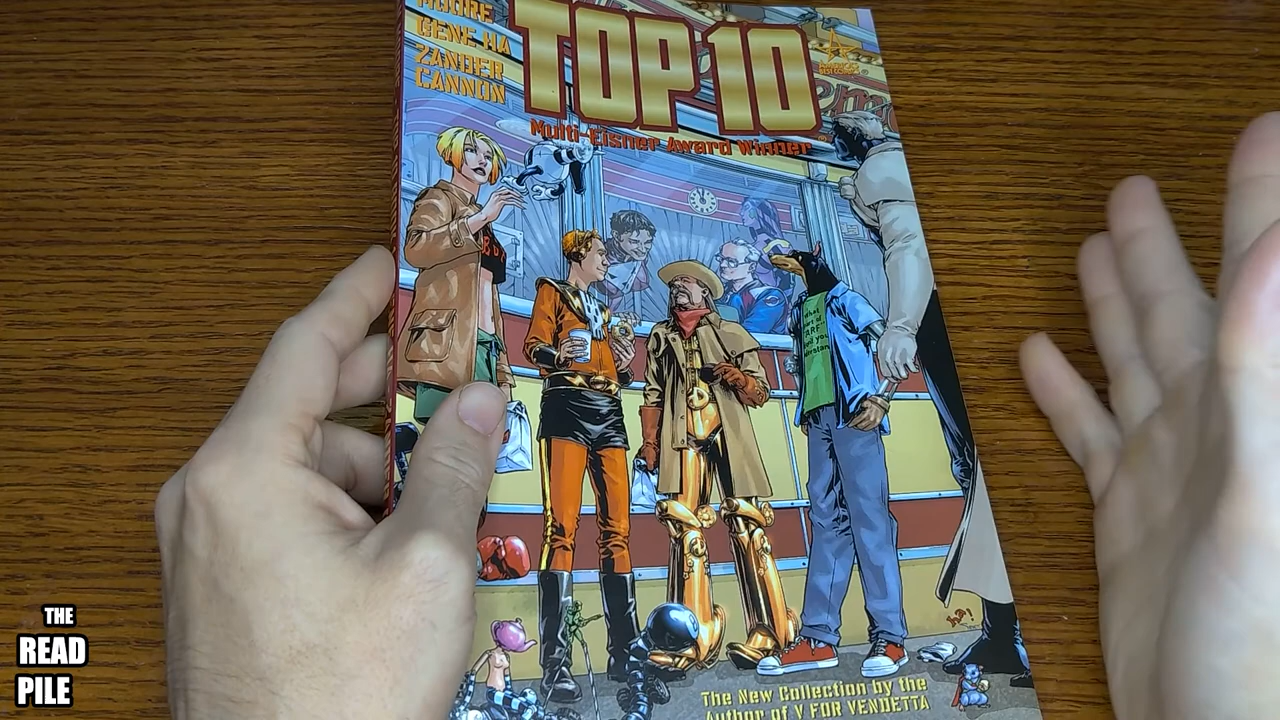 MOORE
GENE HA
ZANDER
CANNON
TOP 10
Multi-Eisner Award Winner
The New Collection by the
Author of V FOR VENDETTA
THE
READ
PILE